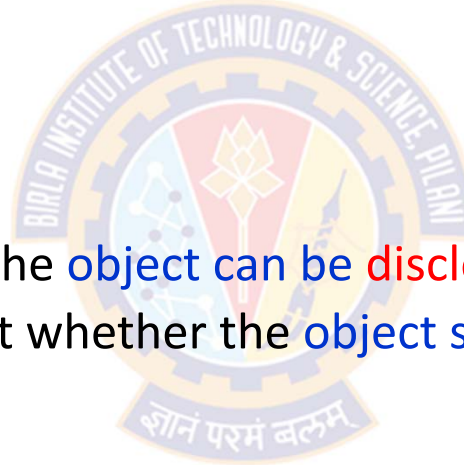 BIRLA INSTITUTE OF TECHNOLOGY & SCIENCE, PILANI
he object can be discl
t whether the object s
ज्ञानं परमं बलम्